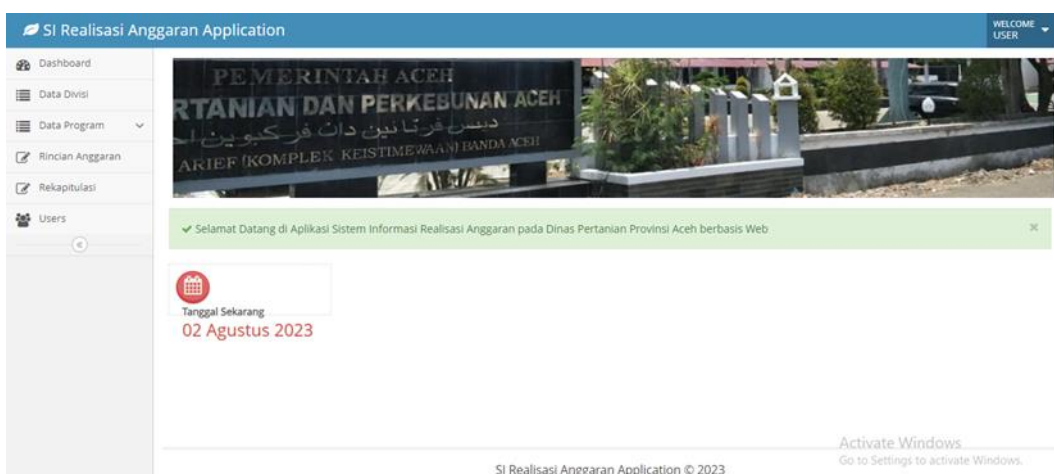 SI Realisasi Anggaran Application
WELCOME
USER
Dashboard
Data Divisi
Data Program
Rincian Anggaran
Rekapitulasi
Users
PEMERINTAH ACEH
RTANIAN DAN PERKEBUNAN ACEH
ARIEF (KOMPLEK KEISTIMEWAAN) BANDA ACEH
Selamat Datang di Aplikasi Sistem Informasi Realisasi Anggaran pada Dinas Pertanian Provinsi Aceh berbasis Web
Tanggal Sekarang
02 Agustus 2023
Activate Windows
Go to Settings to activate Windows.
SI Realisasi Anggaran Application © 2023